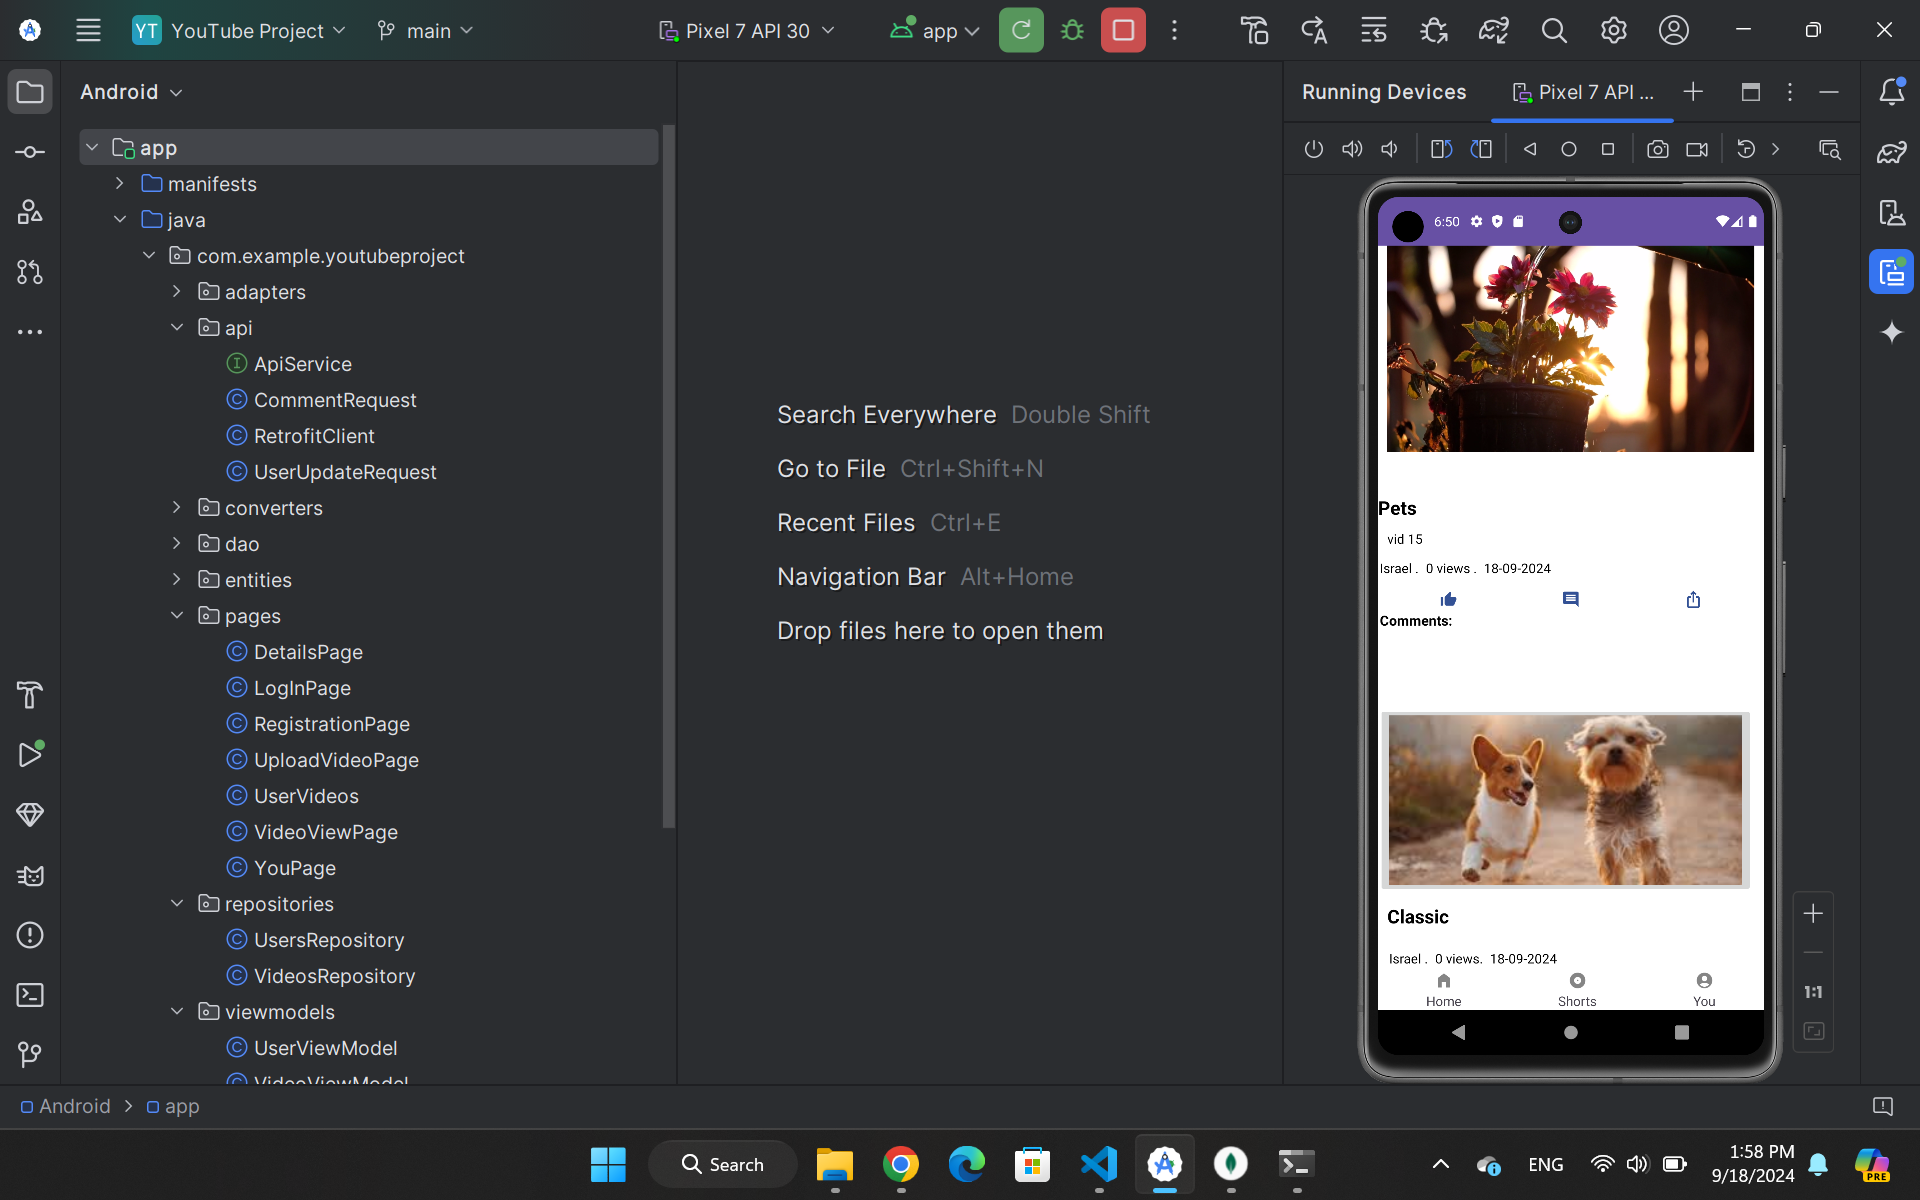 YT YouTube Project main Pixel 7 API 30 app
Android
app
manifests
java
com.example.youtubeproject
adapters
api
ApiService
CommentRequest
RetrofitClient
UserUpdateRequest
converters
dao
entities
pages
DetailsPage
LogInPage
RegistrationPage
UploadVideoPage
UserVideos
VideoViewPage
YouPage
repositories
UsersRepository
VideosRepository
viewmodels
UserViewModel
VideoViewModel
Search Everywhere Double Shift
Go to File Ctrl+Shift+N
Recent Files Ctrl+E
Navigation Bar Alt+Home
Drop files here to open them
Running Devices Pixel 7 API ...
6:50
Pets
vid 15
Israel . 0 views . 18-09-2024
Comments:
Classic
Israel . 0 views. 18-09-2024
Home Shorts You
1:1
Android > app
Search ENG 1:58 PM
9/18/2024
PRE